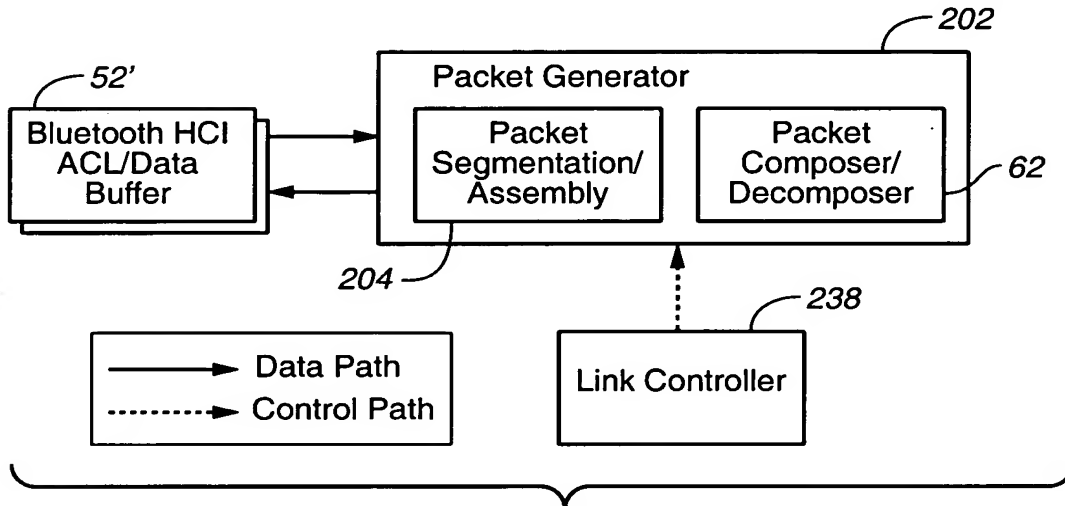 202
52'
Packet Generator
Bluetooth HCI
ACL/Data
Buffer
Packet
Segmentation/
Assembly
Packet
Composer/
Decomposer
62
204
238
Data Path
Control Path
Link Controller